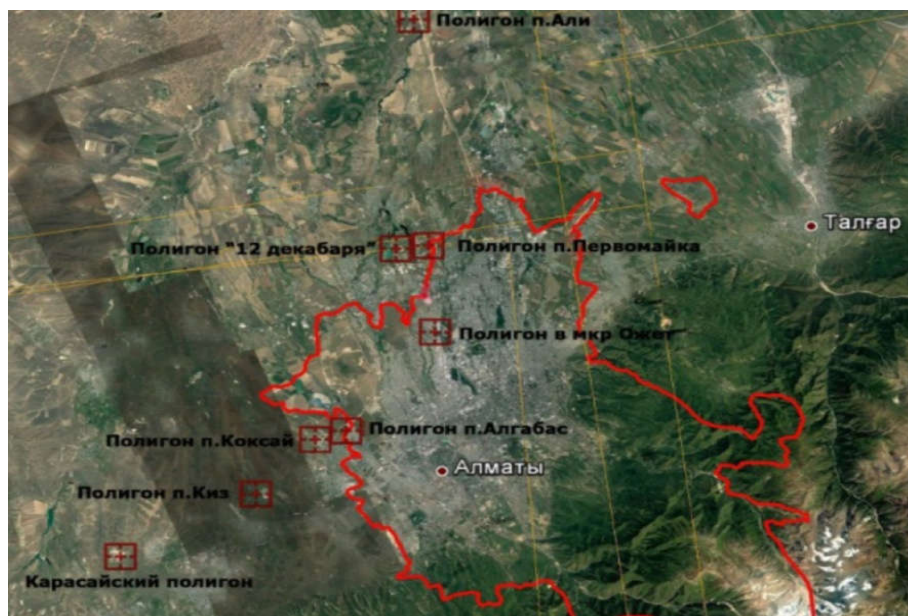 Полигон п.Али
Талғар
Полигон "12 декабаря"
Полигон п.Первомайка
Полигон в мкр Ожет
Полигон п.Алгабас
Полигон п.Коксай
Алматы
Полигон п.Киз
Карасайский полигон